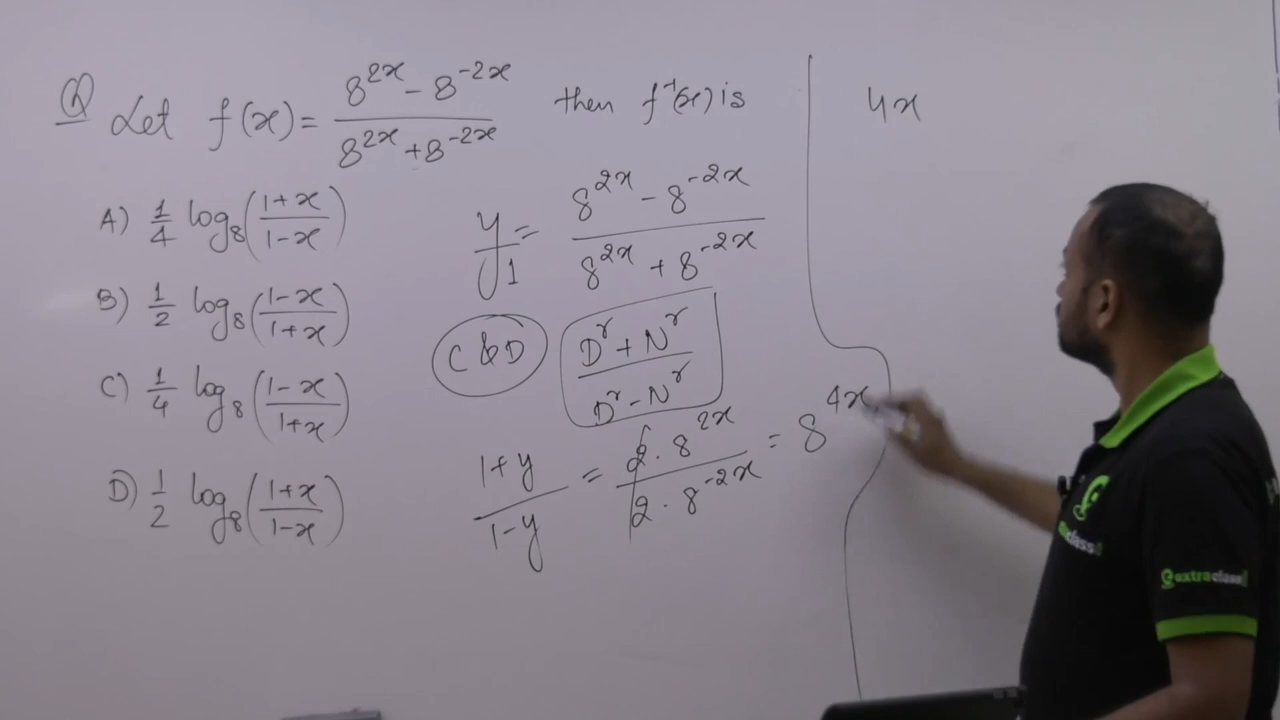 Q Let f(x) = (8^{2x} - 8^{-2x}) / (8^{2x} + 8^{-2x}) then f^{-1}(x) is
A) 1/4 log_8((1+x)/(1-x))
B) 1/2 log_8((1-x)/(1+x))
C) 1/4 log_8((1-x)/(1+x))
D) 1/2 log_8((1+x)/(1-x))
y/1 = (8^{2x} - 8^{-2x}) / (8^{2x} + 8^{-2x})
C & D
(D^r + N^r) / (D^r - N^r)
(1+y)/(1-y) = (2 · 8^{2x}) / (2 · 8^{-2x}) = 8^{4x}
4x
extraclass